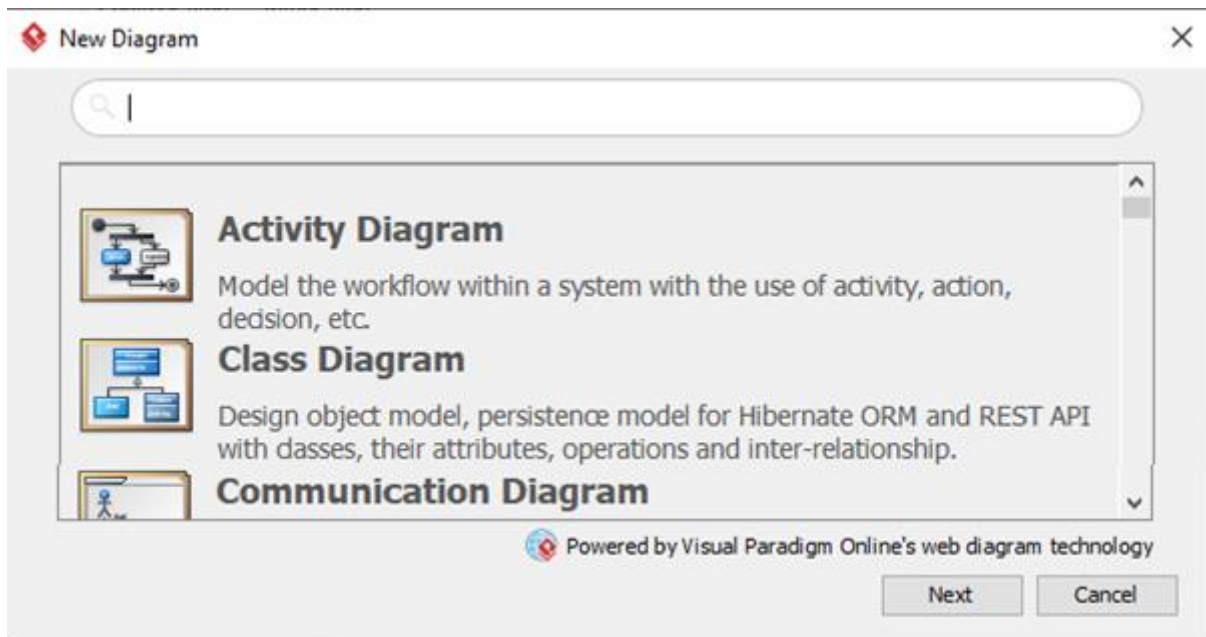 New Diagram
Activity Diagram
Model the workflow within a system with the use of activity, action,
decision, etc.
Class Diagram
Design object model, persistence model for Hibernate ORM and REST API
with classes, their attributes, operations and inter-relationship.
Communication Diagram
Powered by Visual Paradigm Online's web diagram technology
Next Cancel